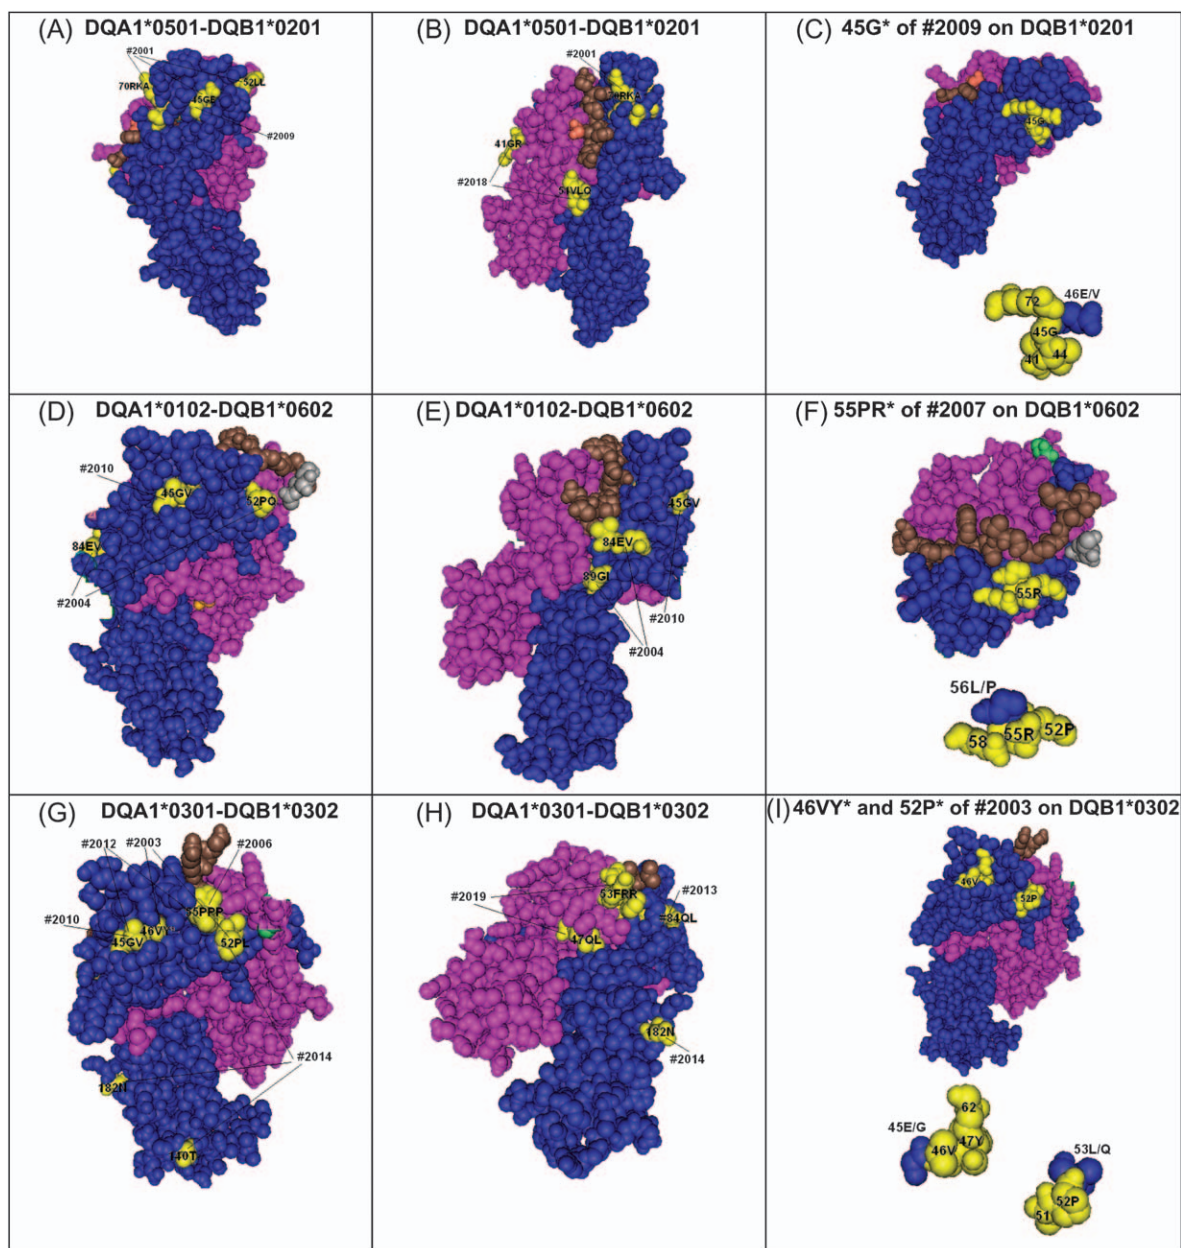 (A) DQA1*0501-DQB1*0201
#2001
70RKA
45GE
52LL
#2009
(B) DQA1*0501-DQB1*0201
#2001
70RKA
41GR
#2018
(C) 45G* of #2009 on DQB1*0201
45G
72
46E/V
45G
41
44
(D) DQA1*0102-DQB1*0602
#2010
45GV
52PQ
84EV
#2004
(E) DQA1*0102-DQB1*0602
45GV
84EV
89GI
#2010
#2004
(F) 55PR* of #2007 on DQB1*0602
55R
56L/P
58
55R
52P
(G) DQA1*0301-DQB1*0302
#2012
#2003
#2006
55PPP
#2010
46VY
45GV
52PL
#2014
182N
140T
(H) DQA1*0301-DQB1*0302
#2013
#2019
53FRR
84QL
47QL
182N
#2014
(I) 46VY* and 52P* of #2003 on DQB1*0302
46V
52P
62
45E/G
46V
47Y
53L/Q
51
52P